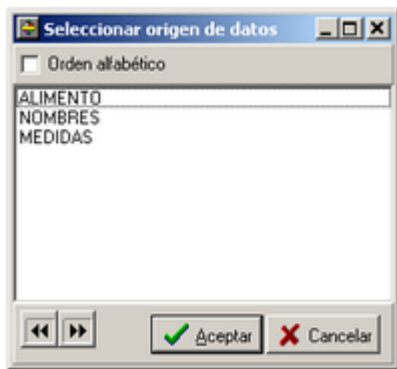 Seleccionar origen de datos
Orden alfabético
ALIMENTO
NOMBRES
MEDIDAS
Aceptar
Cancelar